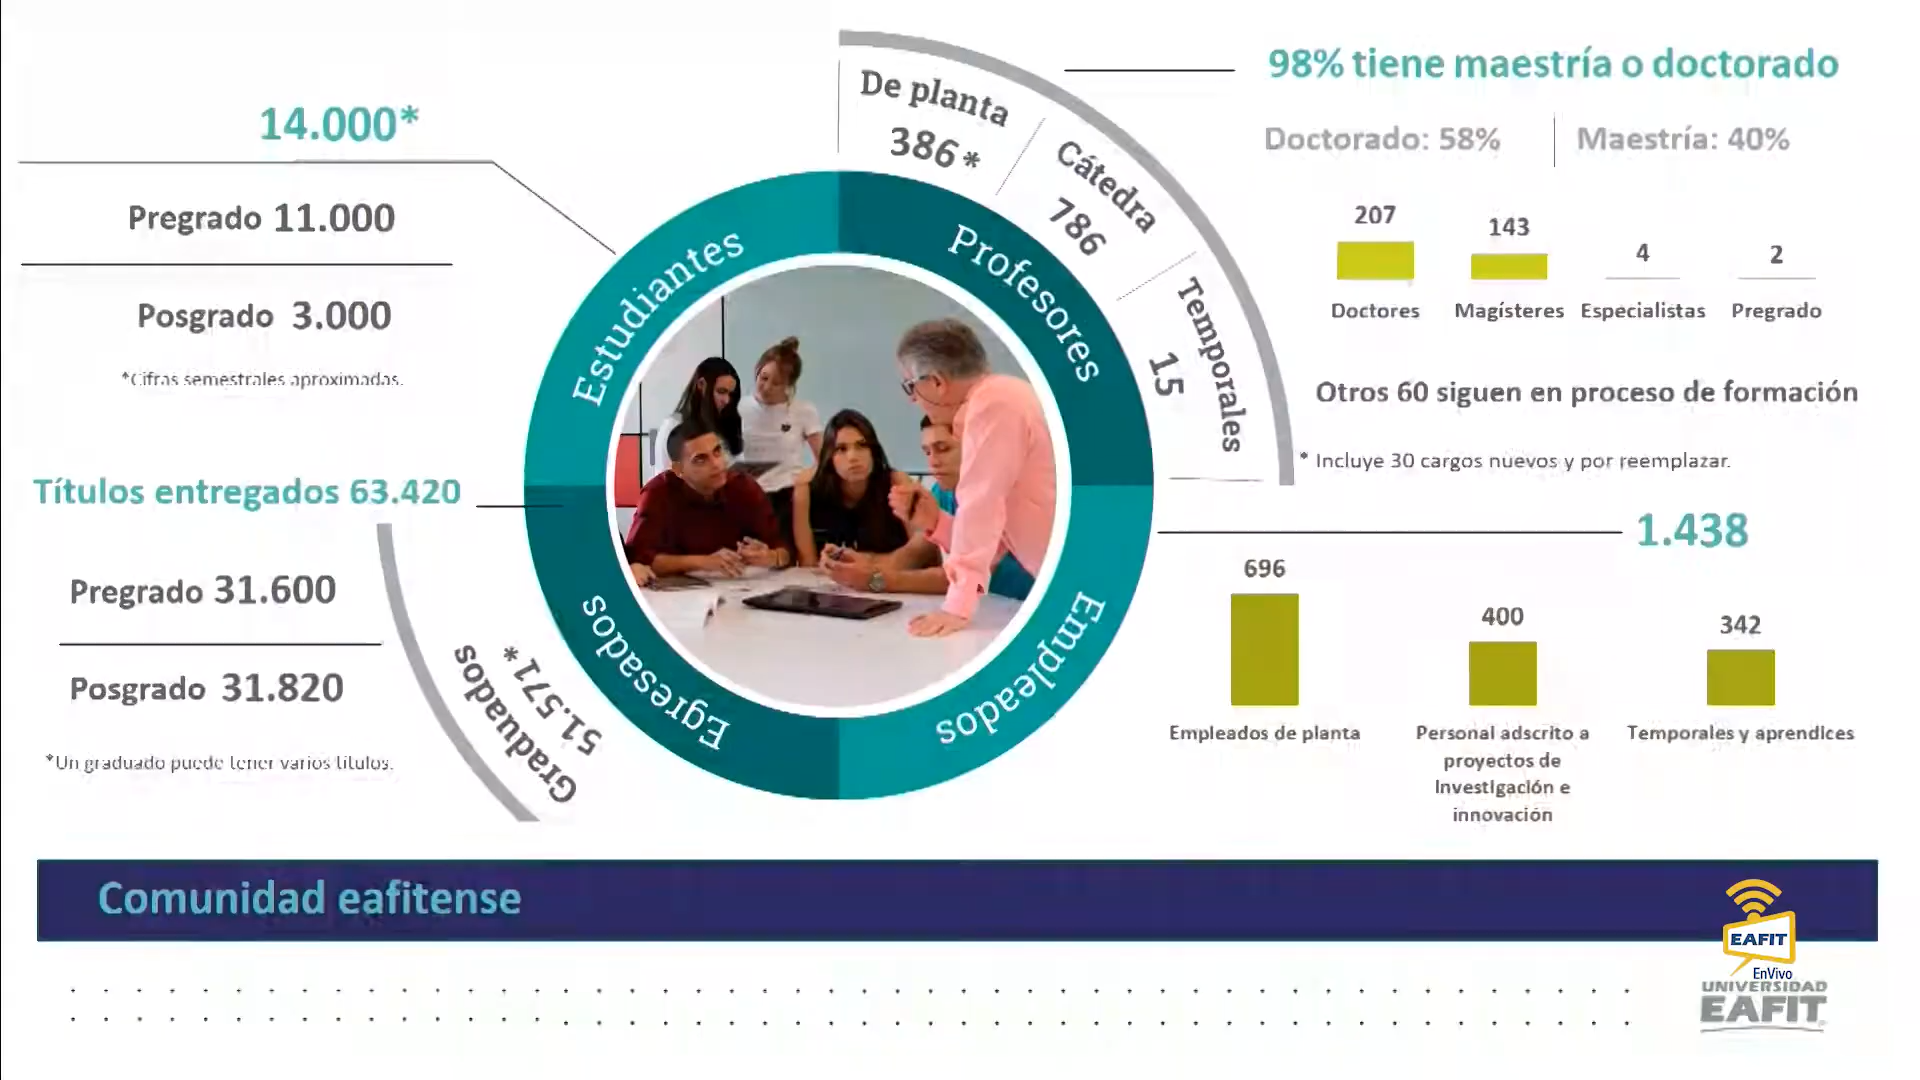 14.000*
Pregrado 11.000
Posgrado 3.000
*Cifras semestrales aproximadas.
Títulos entregados 63.420
Pregrado 31.600
Posgrado 31.820
*Un graduado puede tener varios títulos.
Graduados
51.571*
Estudiantes
Profesores
Egresados
Empleados
De planta
386*
Cátedra
786
Temporales
15
98% tiene maestría o doctorado
Doctorado: 58%
Maestría: 40%
207
143
4
2
Doctores
Magísteres
Especialistas
Pregrado
Otros 60 siguen en proceso de formación
* Incluye 30 cargos nuevos y por reemplazar.
1.438
696
400
342
Empleados de planta
Personal adscrito a
proyectos de
investigación e
innovación
Temporales y aprendices
Comunidad eafitense
EAFIT
EnVivo
UNIVERSIDAD
EAFIT